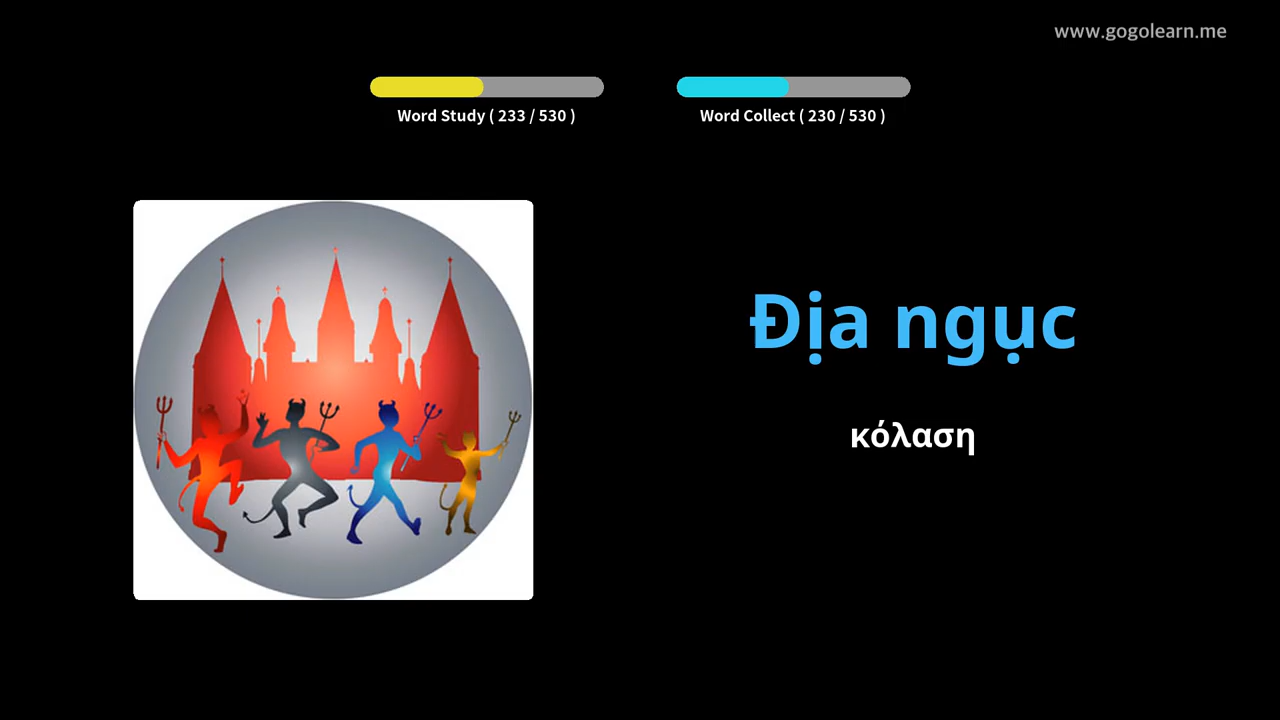 www.gogolearn.me
Word Study ( 233 / 530 )
Word Collect ( 230 / 530 )
Địa ngục
κόλαση